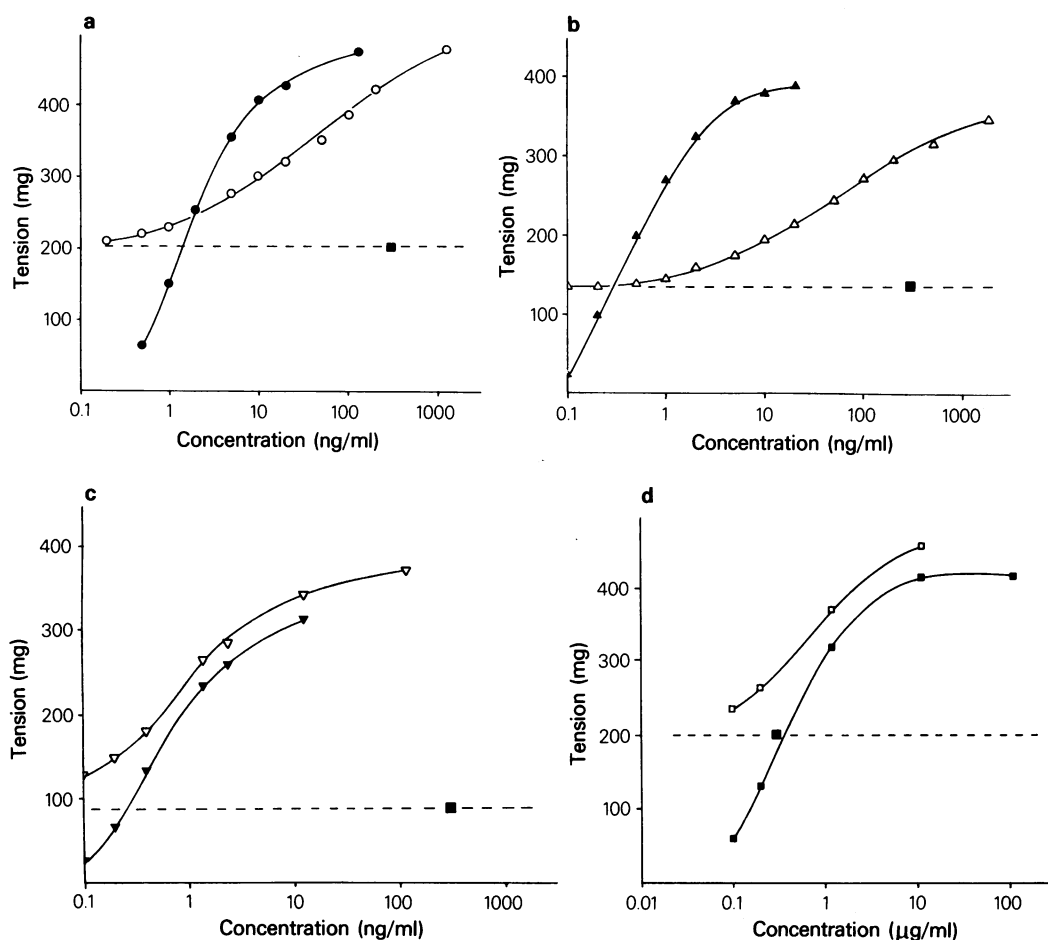 a
400
300
200
100
Tension (mg)
0.1 1 10 100 1000
Concentration (ng/ml)
b
400
300
200
100
Tension (mg)
0.1 1 10 100 1000
Concentration (ng/ml)
c
400
300
200
100
Tension (mg)
0.1 1 10 100 1000
Concentration (ng/ml)
d
400
300
200
100
Tension (mg)
0.01 0.1 1 10 100
Concentration (μg/ml)